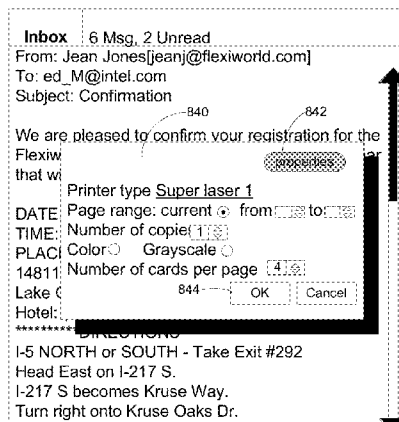 Inbox 6 Msg, 2 Unread
From: Jean Jones[jeanj@flexiworld.com]
To: ed_M@intel.com
Subject: Confirmation
840 842
We are pleased to confirm your registration for the
Flexiw ar
properties
that w
Printer type Super laser 1
Page range: current from to
DATE
Number of copies 1
TIME:
Color Grayscale
PLACE
Number of cards per page 4
14811
844 OK Cancel
Lake
Hotel:
********** DIRECTIONS
I-5 NORTH or SOUTH - Take Exit #292
Head East on I-217 S.
I-217 S becomes Kruse Way.
Turn right onto Kruse Oaks Dr.